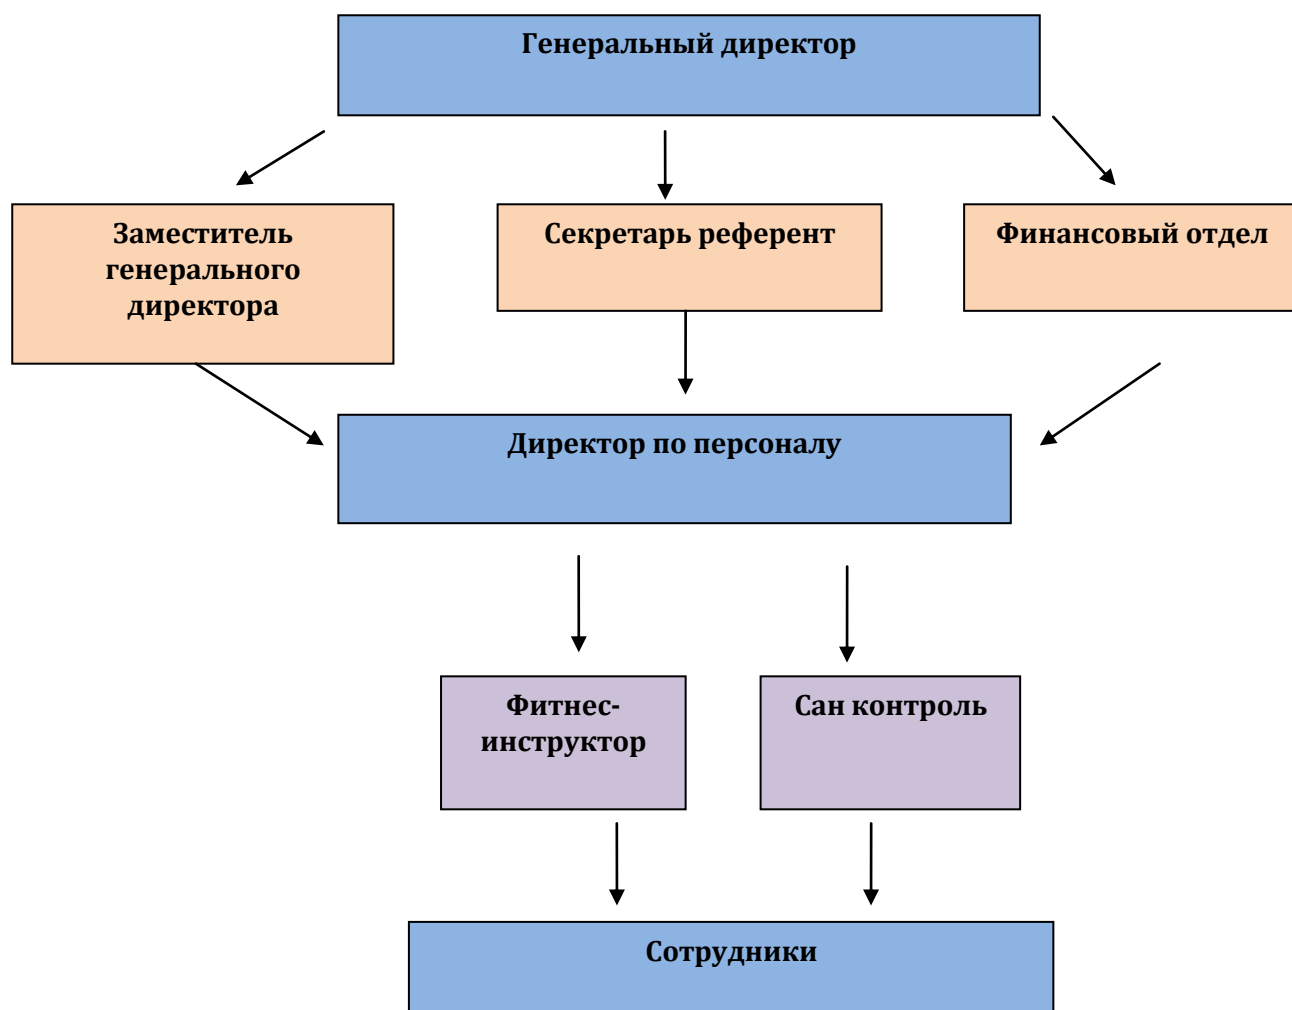 Генеральный директор
Заместитель
генерального
директора
Секретарь референт
Финансовый отдел
Директор по персоналу
Фитнес-
инструктор
Сан контроль
Сотрудники